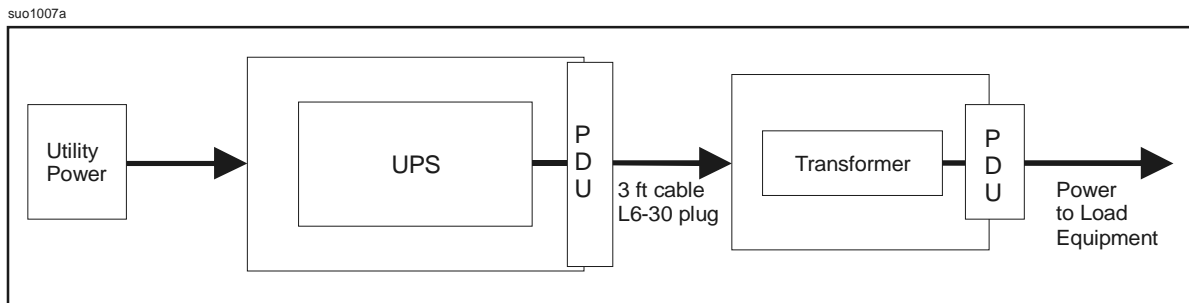 suo1007a
Utility
Power
UPS
P
D
U
3 ft cable
L6-30 plug
Transformer
P
D
U
Power
to Load
Equipment